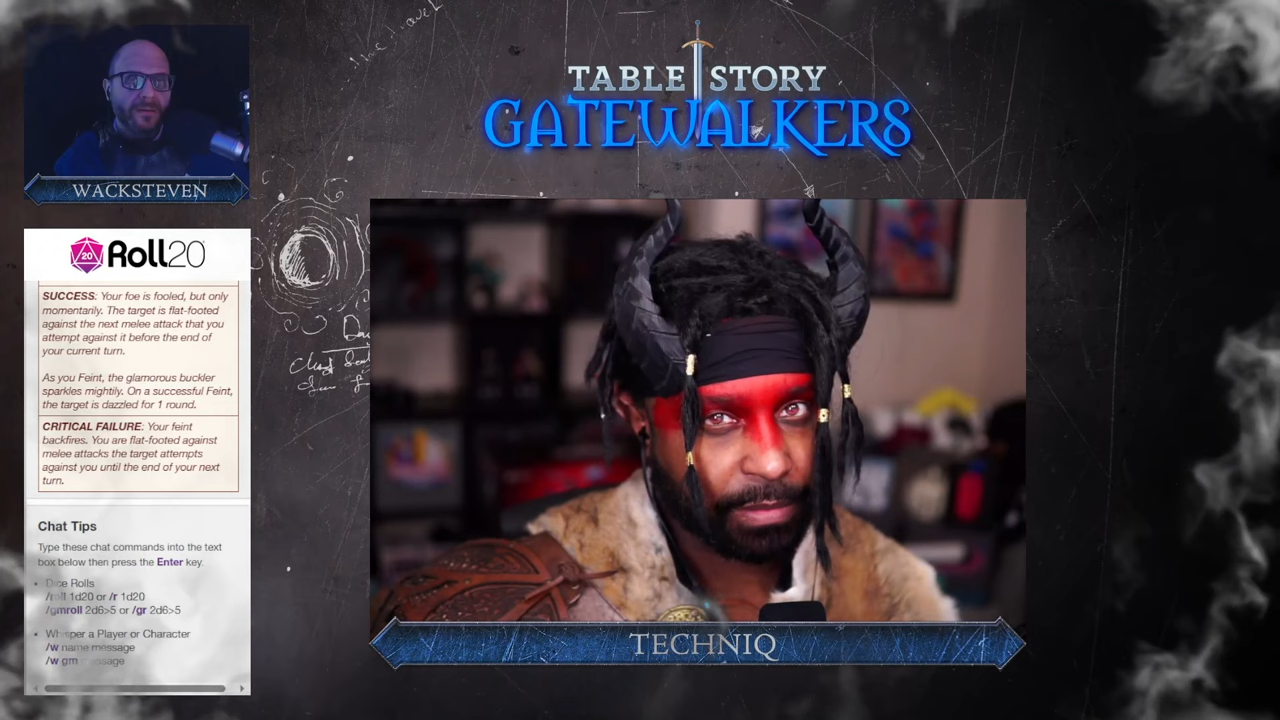 TABLE STORY
GATEWALKERS
WACKSTEVEN
Roll20
20
SUCCESS: Your foe is fooled, but only
momentarily. The target is flat-footed
against the next melee attack that you
attempt against it before the end of
your current turn.
As you Feint, the glamorous buckler
sparkles mightily. On a successful Feint,
the target is dazzled for 1 round.
CRITICAL FAILURE: Your feint
backfires. You are flat-footed against
melee attacks the target attempts
against you until the end of your next
turn.
Chat Tips
Type these chat commands into the text
box below then press the Enter key.
Dice Rolls
/roll 1d20 or /r 1d20
/gmroll 2d6>5 or /gr 2d6>5
Whisper a Player or Character
/w name message
/w gm message
TECHNIQ